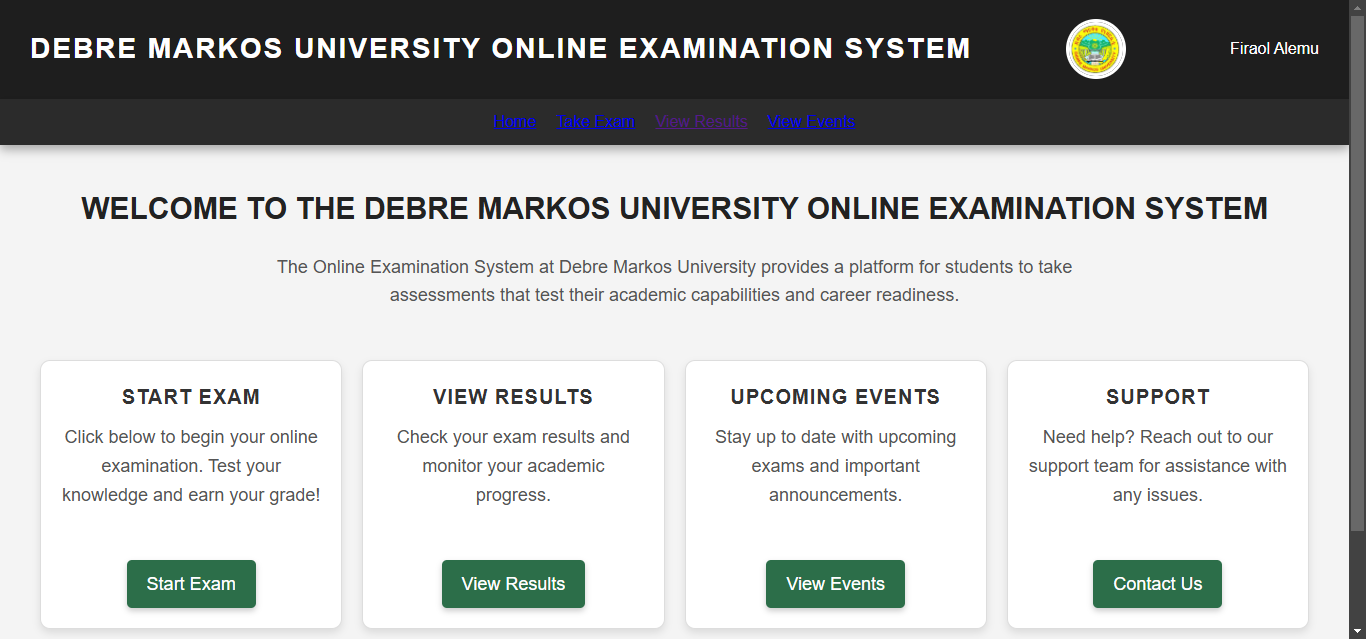 DEBRE MARKOS UNIVERSITY ONLINE EXAMINATION SYSTEM
Firaol Alemu
Home Take Exam View Results View Events
WELCOME TO THE DEBRE MARKOS UNIVERSITY ONLINE EXAMINATION SYSTEM
The Online Examination System at Debre Markos University provides a platform for students to take
assessments that test their academic capabilities and career readiness.
START EXAM
Click below to begin your online
examination. Test your
knowledge and earn your grade!
Start Exam
VIEW RESULTS
Check your exam results and
monitor your academic
progress.
View Results
UPCOMING EVENTS
Stay up to date with upcoming
exams and important
announcements.
View Events
SUPPORT
Need help? Reach out to our
support team for assistance with
any issues.
Contact Us